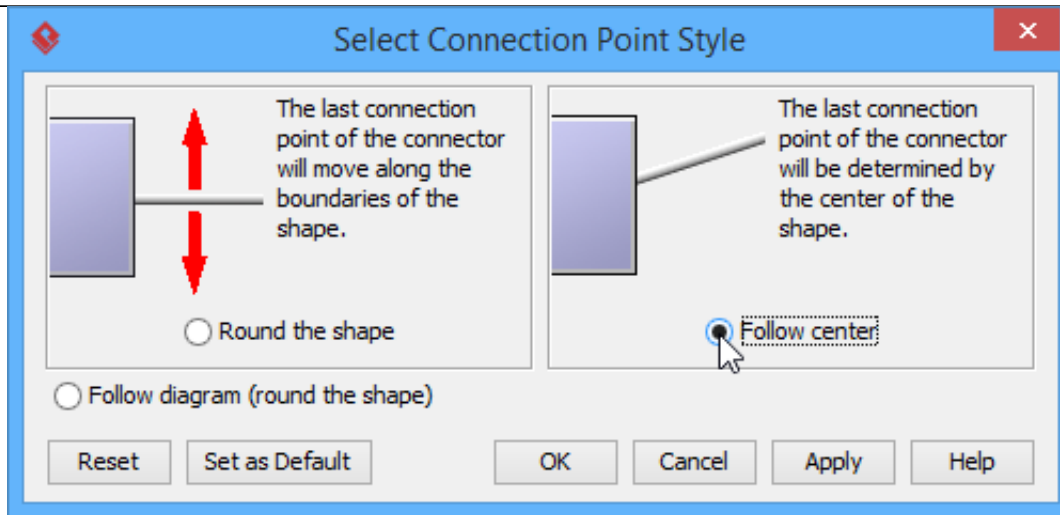 Select Connection Point Style
The last connection
point of the connector
will move along the
boundaries of the
shape.
Round the shape
The last connection
point of the connector
will be determined by
the center of the
shape.
Follow center
Follow diagram (round the shape)
Reset
Set as Default
OK
Cancel
Apply
Help